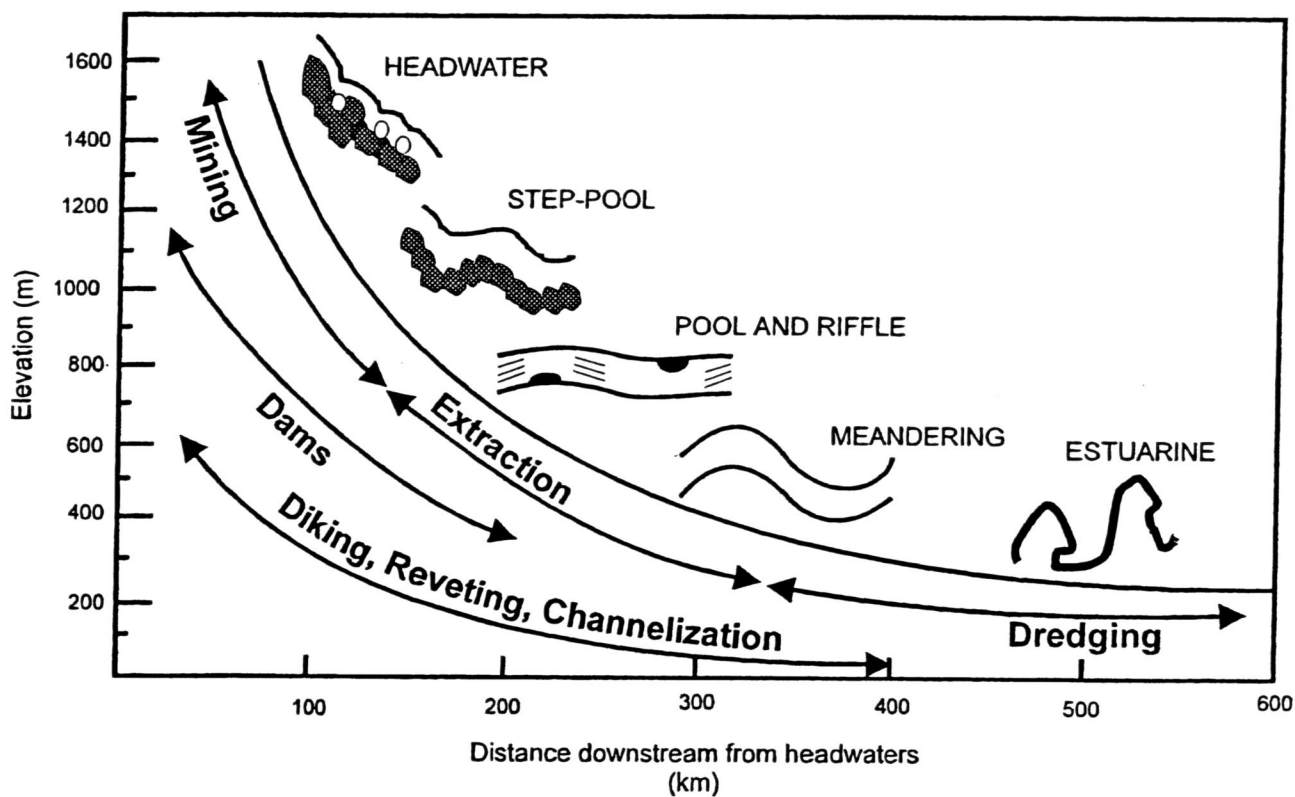 1600
1400
1200
1000
800
600
400
200
Elevation (m)
HEADWATER
STEP-POOL
POOL AND RIFFLE
MEANDERING
ESTUARINE
Mining
Dams
Extraction
Diking, Reveting, Channelization
Dredging
100
200
300
400
500
600
Distance downstream from headwaters
(km)